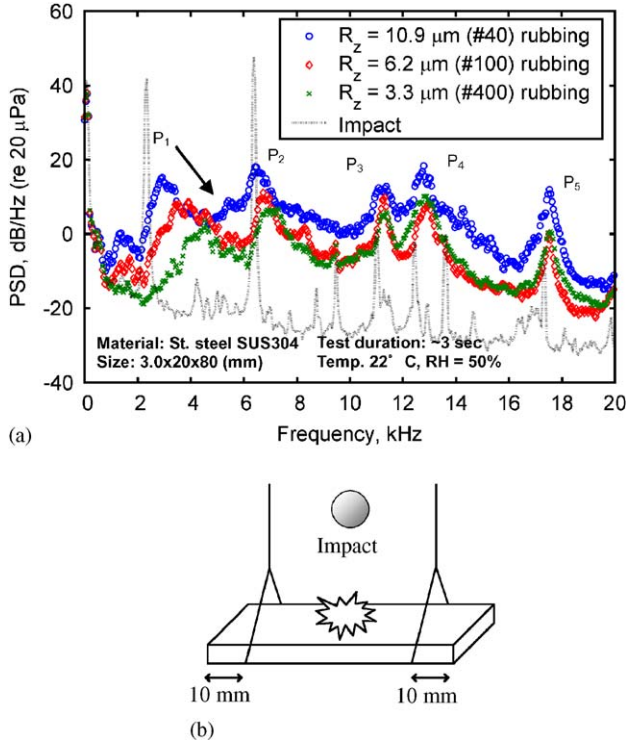 60
40
20
0
-20
-40
PSD, dB/Hz (re 20 μPa)
Rz = 10.9 μm (#40) rubbing
Rz = 6.2 μm (#100) rubbing
Rz = 3.3 μm (#400) rubbing
Impact
P1
P2
P3
P4
P5
Material: St. steel SUS304
Size: 3.0x20x80 (mm)
Test duration: ~3 sec
Temp. 22° C, RH = 50%
0 2 4 6 8 10 12 14 16 18 20
(a)
Frequency, kHz
Impact
10 mm
10 mm
(b)